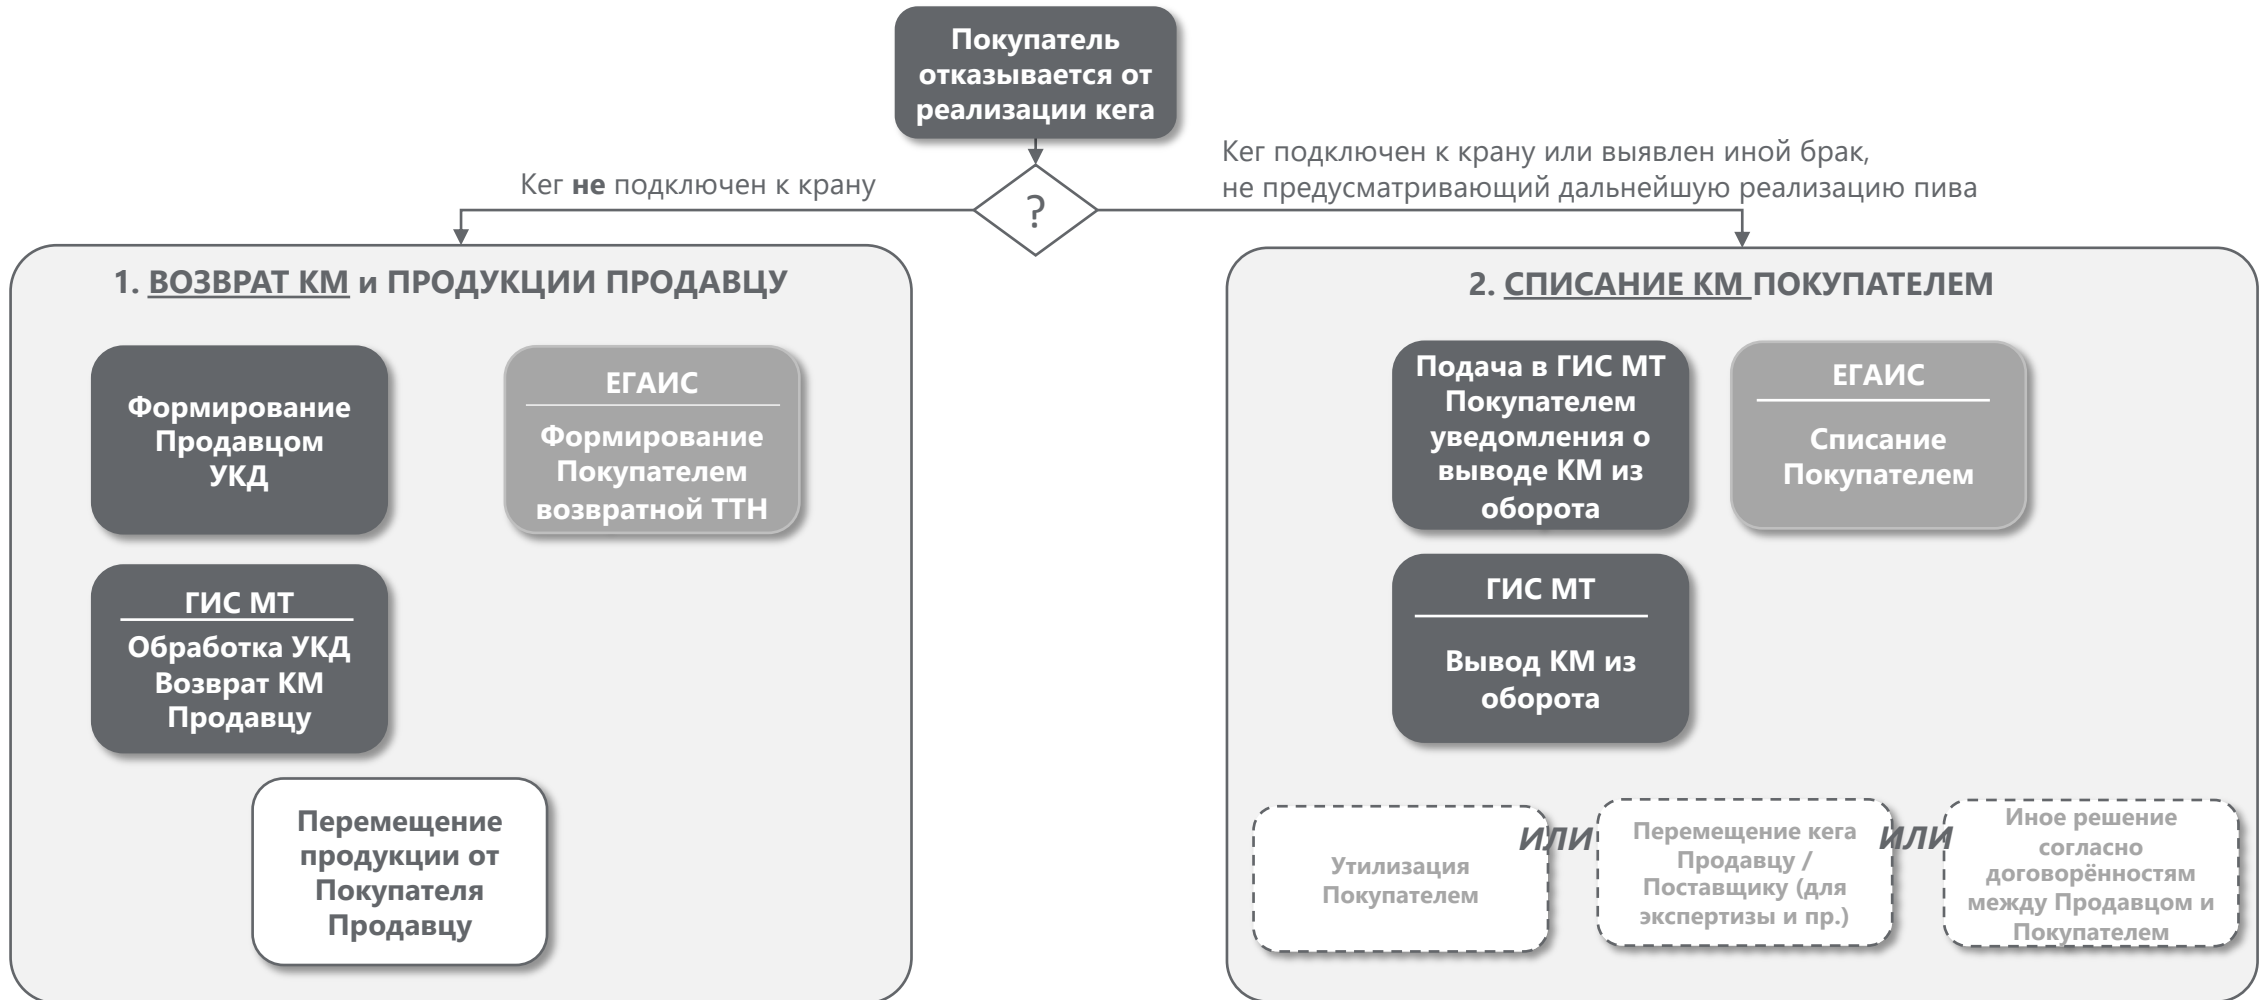 Покупатель
отказывается от
реализации кега
Кег не подключен к крану
Кег подключен к крану или выявлен иной брак,
не предусматривающий дальнейшую реализацию пива
?
1. ВОЗВРАТ КМ и ПРОДУКЦИИ ПРОДАВЦУ
Формирование
Продавцом
УКД
ЕГАИС
Формирование
Покупателем
возвратной ТТН
ГИС МТ
Обработка УКД
Возврат КМ
Продавцу
Перемещение
продукции от
Покупателя
Продавцу
2. СПИСАНИЕ КМ ПОКУПАТЕЛЕМ
Подача в ГИС МТ
Покупателем
уведомления о
выводе КМ из
оборота
ЕГАИС
Списание
Покупателем
ГИС МТ
Вывод КМ из
оборота
Утилизация
Покупателем
ИЛИ
Перемещение кега
Продавцу /
Поставщику (для
экспертизы и пр.)
ИЛИ
Иное решение
согласно
договорённостям
между Продавцом и
Покупателем